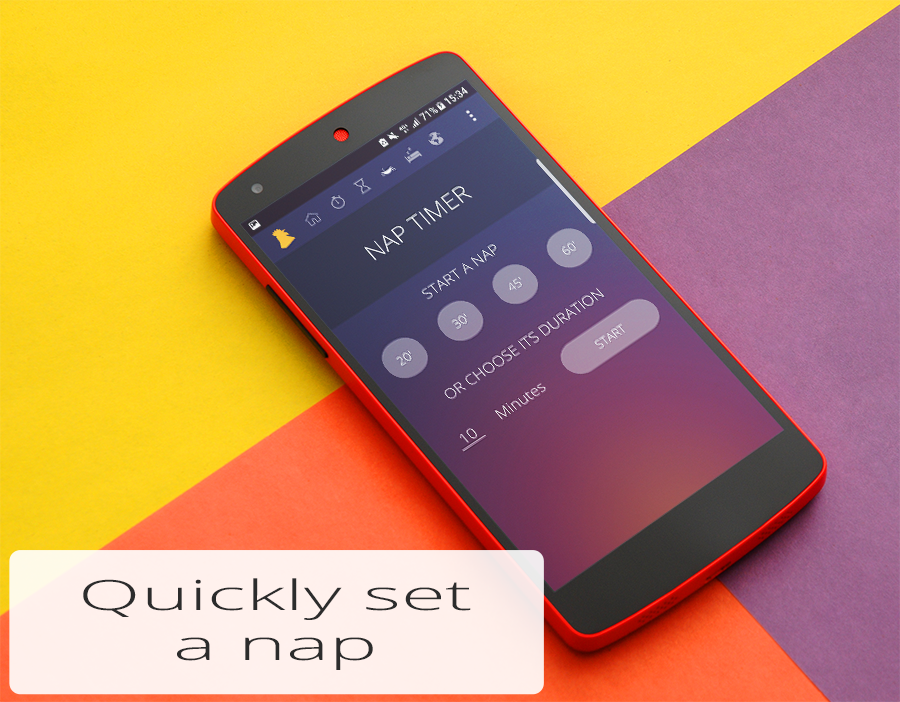 71% 15:34
NAP TIMER
START A NAP
20' 30' 45' 60'
OR CHOOSE ITS DURATION
10 Minutes START
Quickly set
a nap